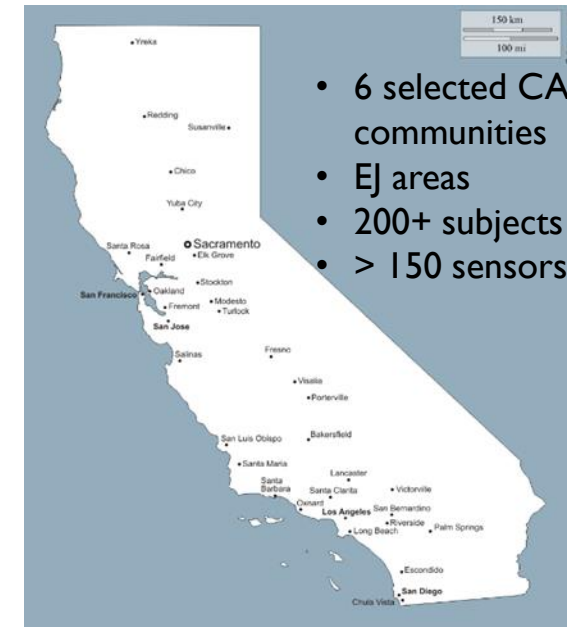 150 km
100 mi
• 6 selected CA
communities
• EJ areas
• 200+ subjects
• > 150 sensors
Yreka
Redding
Susanville
Chico
Yuba City
Sacramento
Santa Rosa
Fairfield
Elk Grove
Stockton
San Francisco
Oakland
Fremont
Modesto
Turlock
San Jose
Salinas
Fresno
Visalia
Porterville
San Luis Obispo
Bakersfield
Santa Maria
Lancaster
Santa
Barbara
Santa Clarita
Victorville
Oxnard
Los Angeles
San Bernardino
Riverside
Palm Springs
Long Beach
Escondido
San Diego
Chula Vista